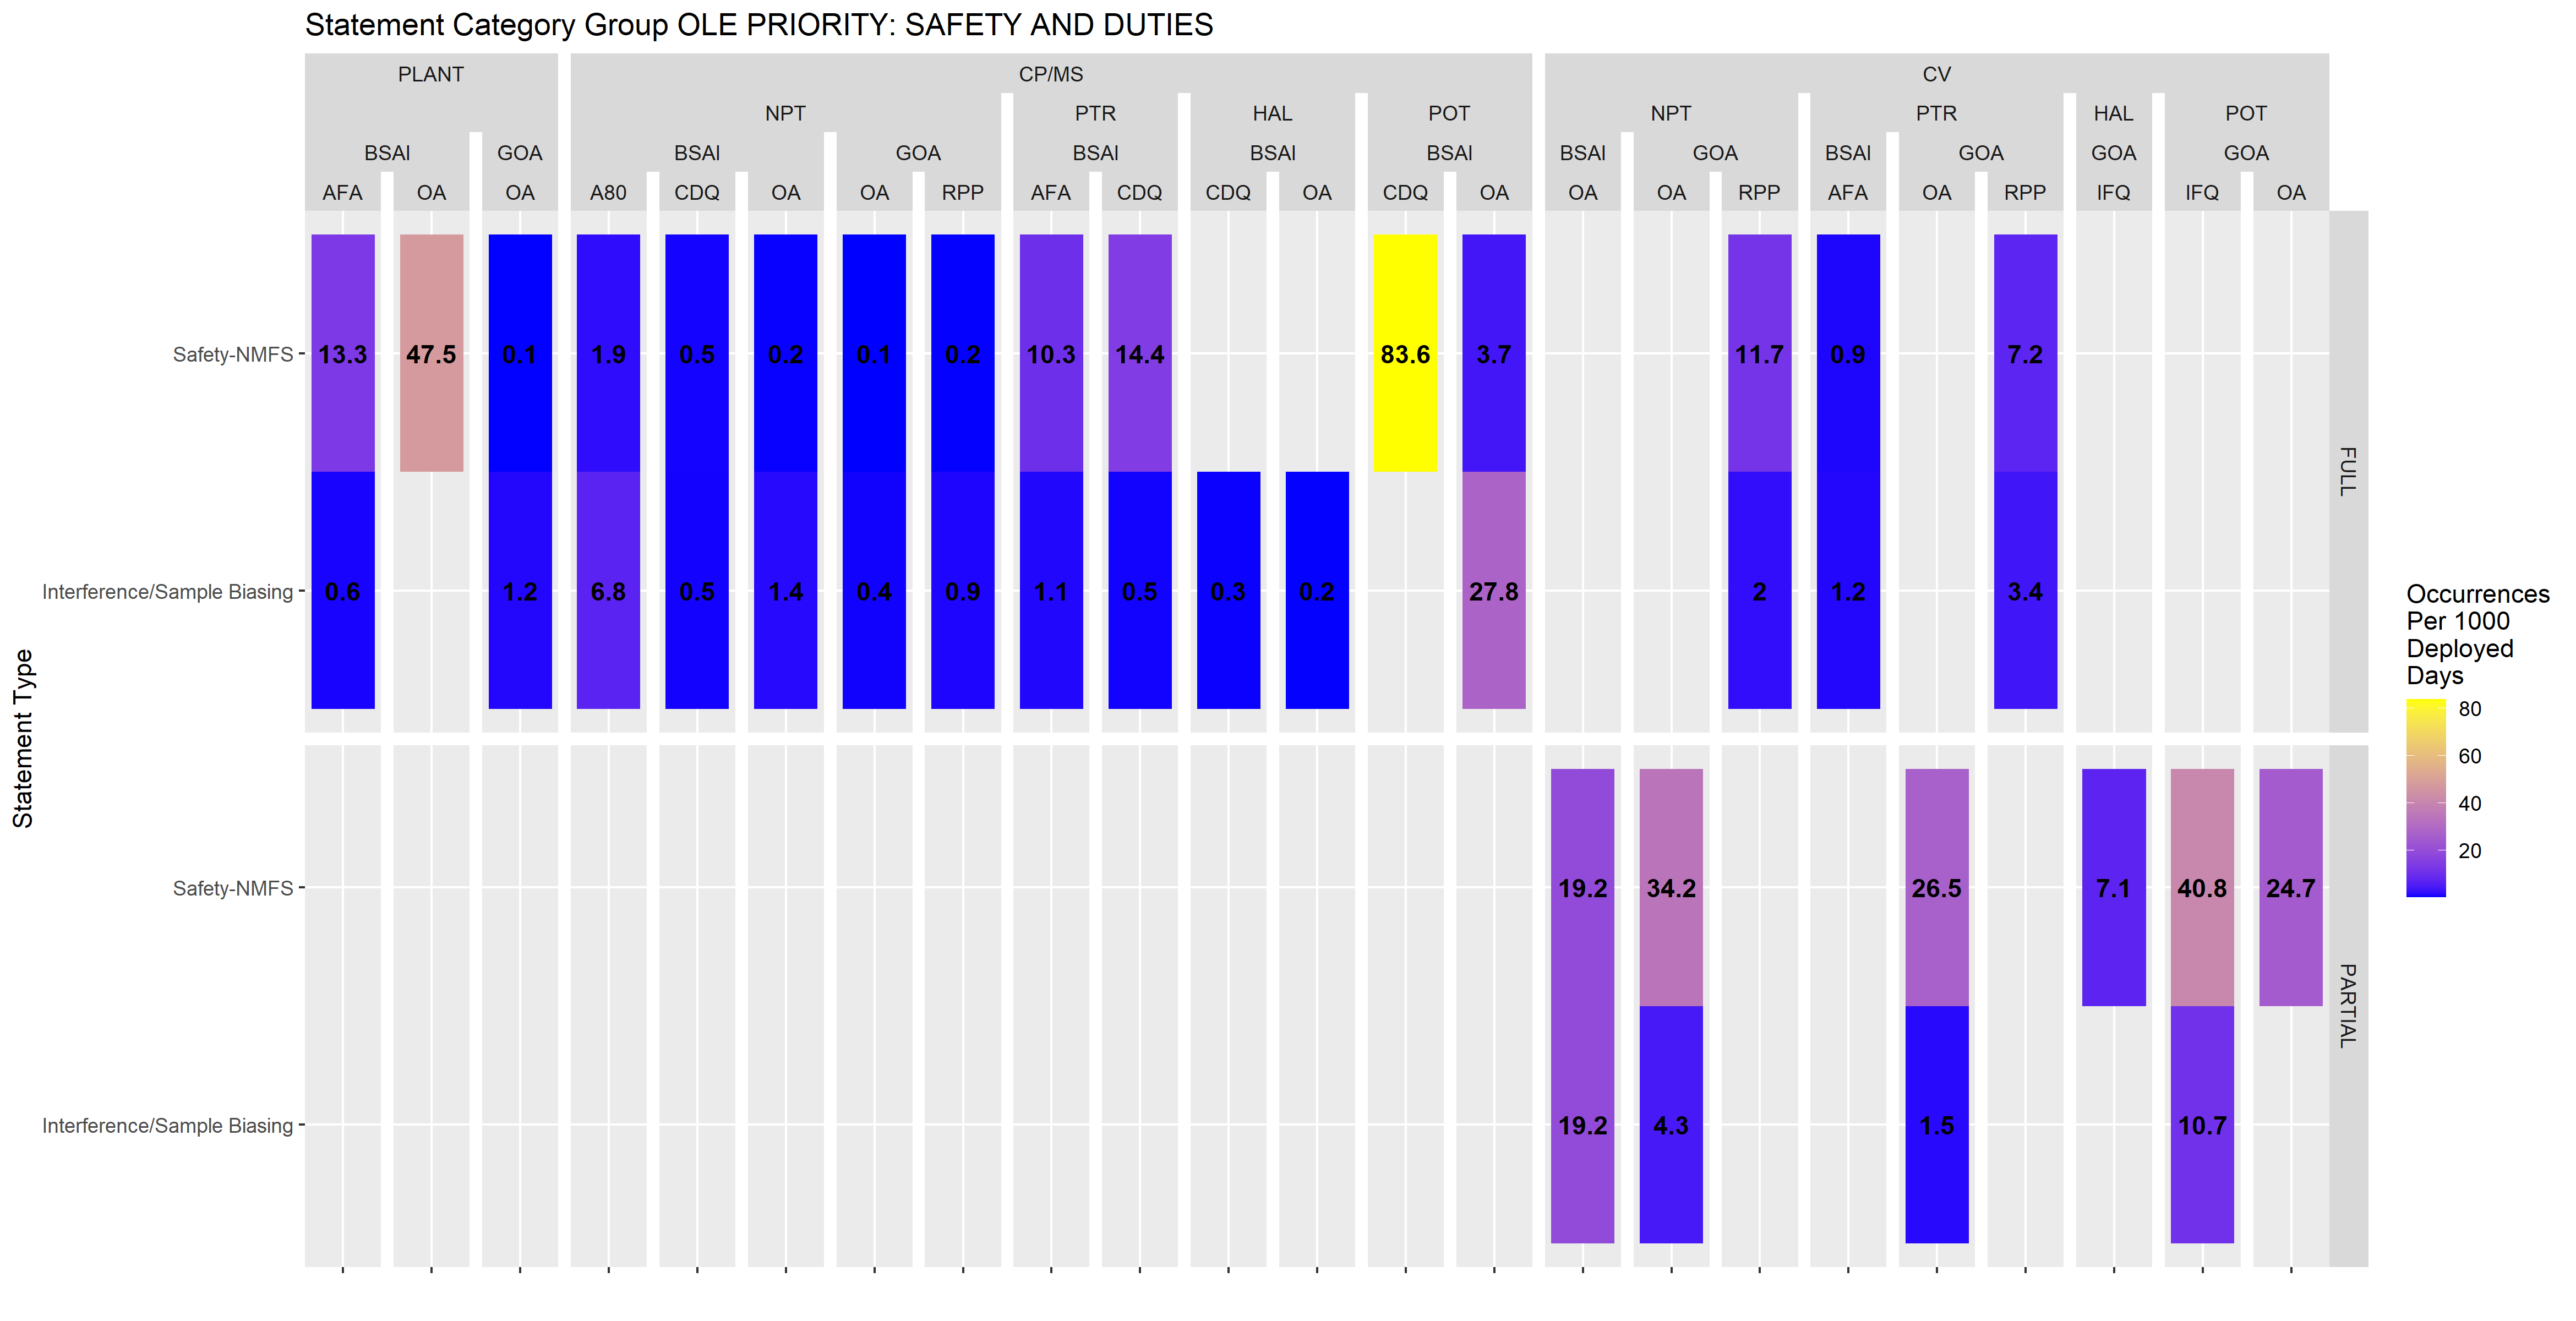 Statement Category Group OLE PRIORITY: SAFETY AND DUTIES
PLANT CP/MS CV
NPT PTR HAL POT NPT PTR HAL POT
BSAI GOA BSAI GOA BSAI BSAI BSAI BSAI GOA BSAI GOA GOA GOA
AFA OA OA A80 CDQ OA OA RPP AFA CDQ CDQ OA CDQ OA OA OA RPP AFA OA RPP IFQ IFQ OA
Safety-NMFS 13.3 47.5 0.1 1.9 0.5 0.2 0.1 0.2 10.3 14.4 83.6 3.7 11.7 0.9 7.2
FULL
Interference/Sample Biasing 0.6 1.2 6.8 0.5 1.4 0.4 0.9 1.1 0.5 0.3 0.2 27.8 2 1.2 3.4
Safety-NMFS 19.2 34.2 26.5 7.1 40.8 24.7
PARTIAL
Interference/Sample Biasing 19.2 4.3 1.5 10.7
Statement Type
Occurrences
Per 1000
Deployed
Days
80
60
40
20